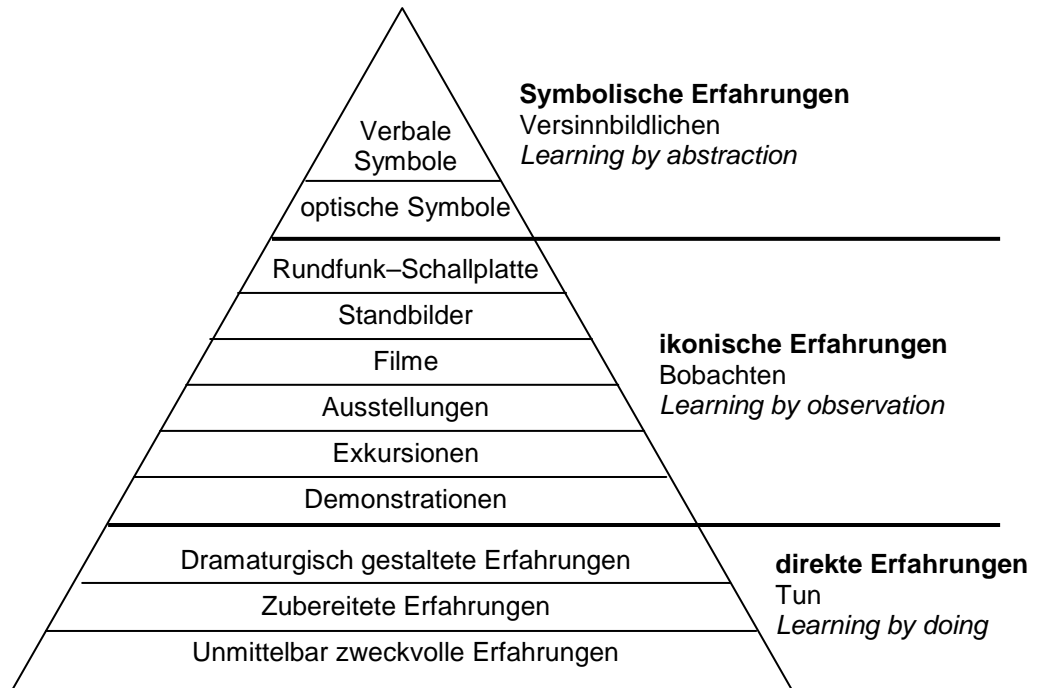 Verbale
Symbole
optische Symbole
Symbolische Erfahrungen
Versinnbildlichen
Learning by abstraction
Rundfunk–Schallplatte
Standbilder
Filme
Ausstellungen
Exkursionen
Demonstrationen
ikonische Erfahrungen
Bobachten
Learning by observation
Dramaturgisch gestaltete Erfahrungen
Zubereitete Erfahrungen
Unmittelbar zweckvolle Erfahrungen
direkte Erfahrungen
Tun
Learning by doing